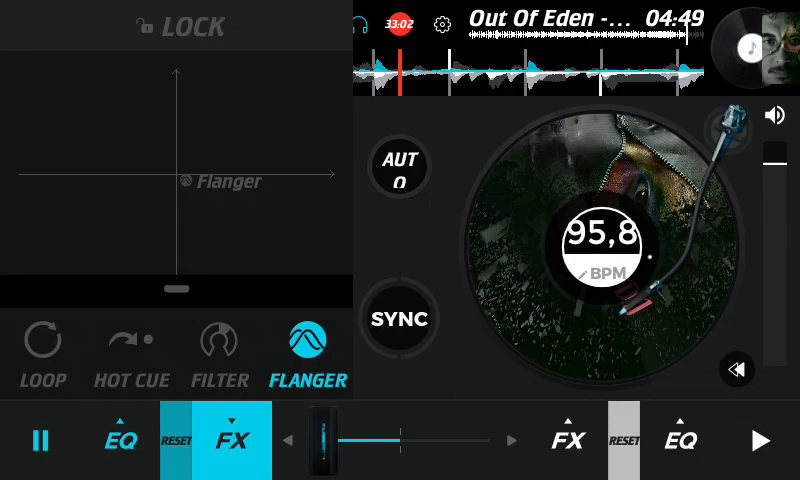 LOCK
33:02
Out Of Eden -... 04:49
Flanger
AUT
O
95,8
BPM
SYNC
LOOP HOT CUE FILTER FLANGER
EQ RESET FX FX RESET EQ